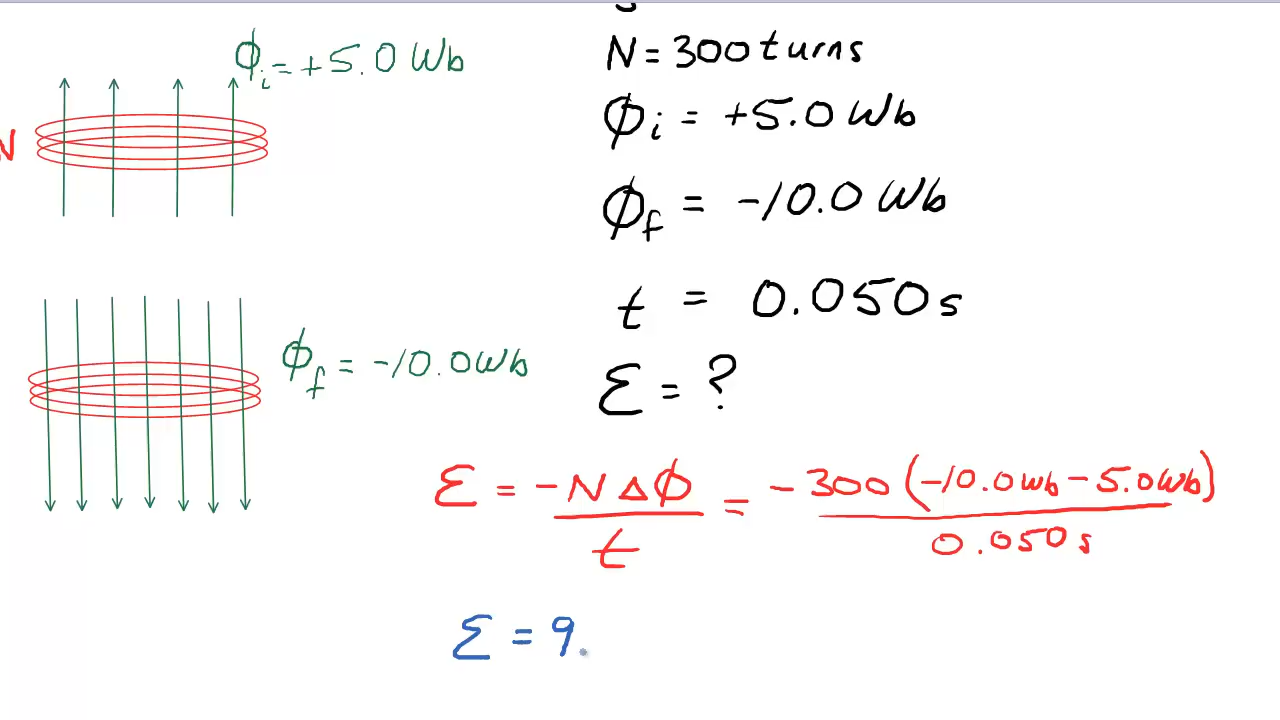 ϕi = +5.0 Wb
N
ϕf = -10.0 Wb
N = 300 turns
ϕi = +5.0 Wb
ϕf = -10.0 Wb
t = 0.050 s
Ɛ = ?
Ɛ = -NΔϕ / t = -300 (-10.0 Wb - 5.0 Wb) / 0.050 s
Ɛ = 9.